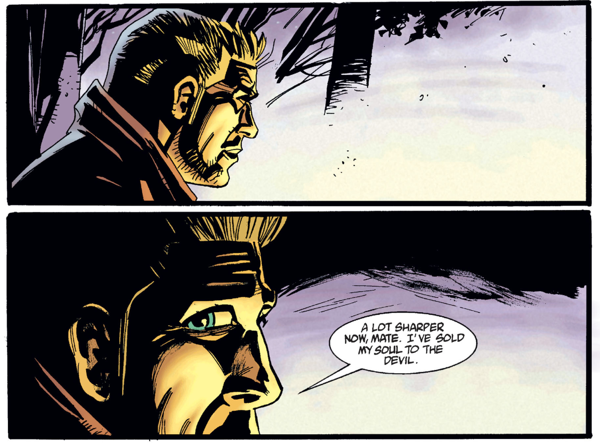 A LOT SHARPER
NOW, MATE. I'VE SOLD
MY SOUL TO THE
DEVIL.